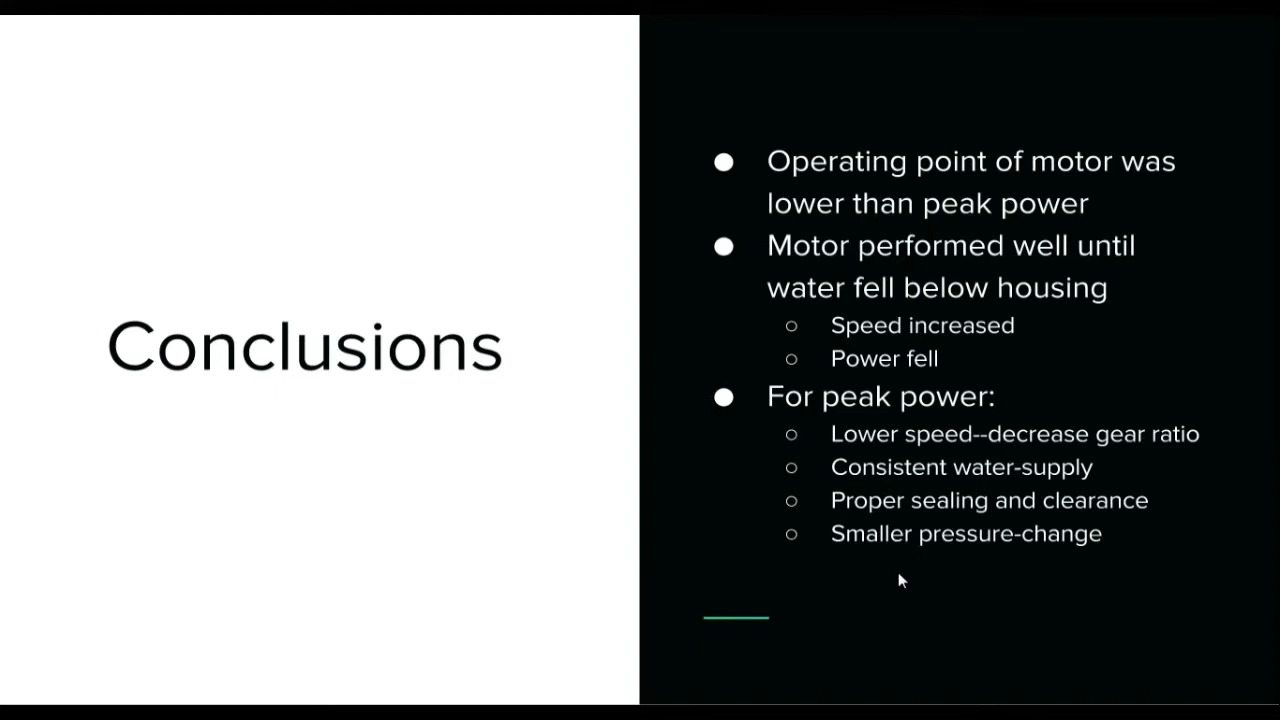 Conclusions
● Operating point of motor was
lower than peak power
● Motor performed well until
water fell below housing
○ Speed increased
○ Power fell
● For peak power:
○ Lower speed--decrease gear ratio
○ Consistent water-supply
○ Proper sealing and clearance
○ Smaller pressure-change